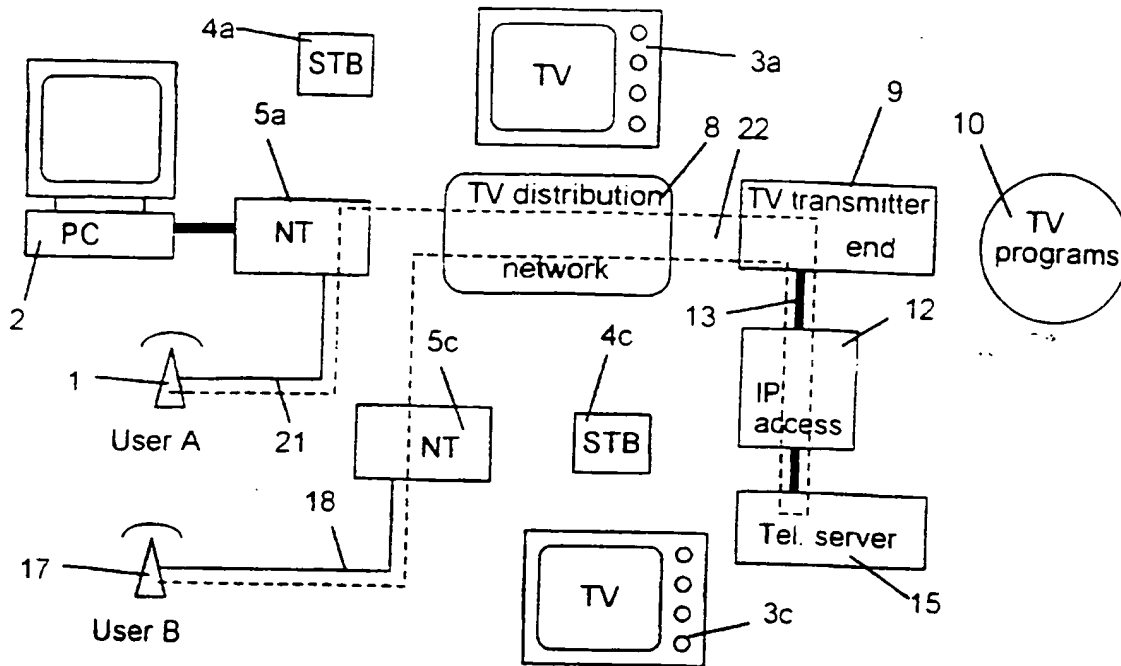 4a
STB
TV
3a
9
5a
8
22
10
TV distribution
TV transmitter
TV
programs
PC
NT
end
network
2
13
12
5c
4c
1
IP
access
NT
STB
User A
21
18
Tel. server
17
TV
15
User B
3c